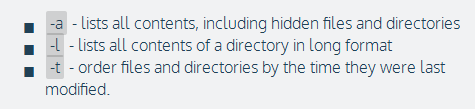 -a - lists all contents, including hidden files and directories
-l - lists all contents of a directory in long format
-t - order files and directories by the time they were last
modified.